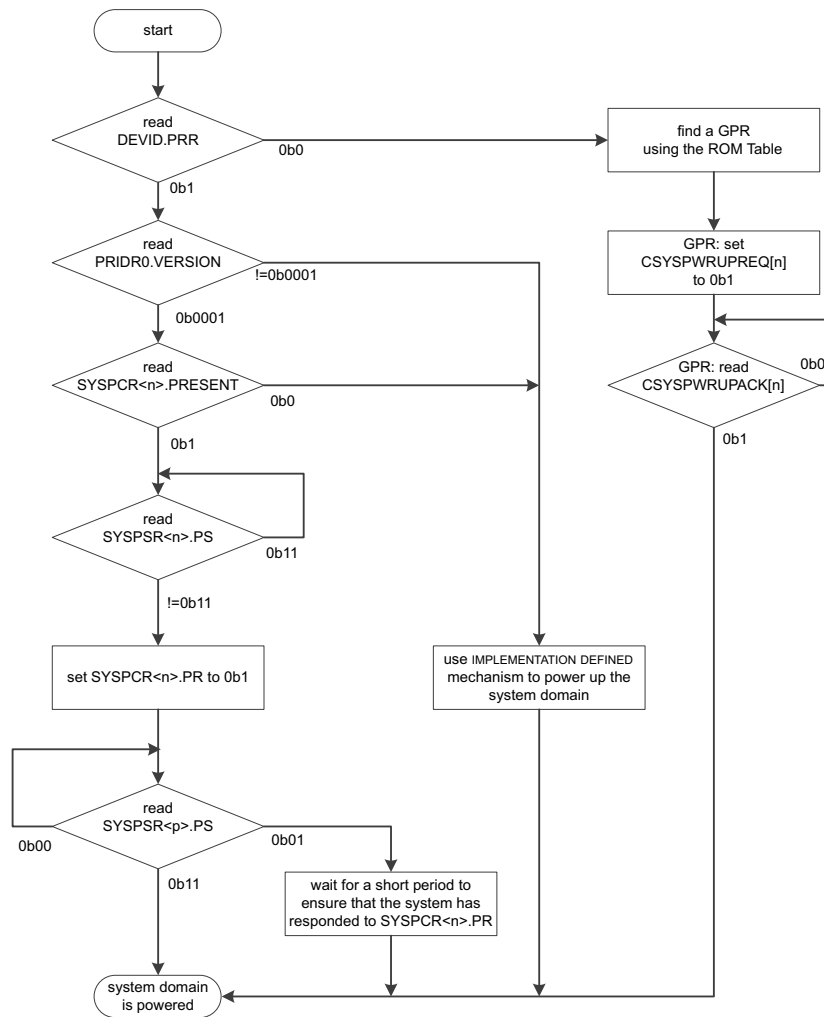 start
read
DEVID.PRR
0b0
0b1
find a GPR
using the ROM Table
read
PRIDR0.VERSION
!=0b0001
0b0001
GPR: set
CSYSPWRUPREQ[n]
to 0b1
read
SYSPCR<n>.PRESENT
0b0
0b1
GPR: read
CSYSPWRUPACK[n]
0b0
0b1
read
SYSPSR<n>.PS
0b11
!=0b11
set SYSPCR<n>.PR to 0b1
use IMPLEMENTATION DEFINED
mechanism to power up the
system domain
read
SYSPSR<p>.PS
0b00
0b01
0b11
wait for a short period to
ensure that the system has
responded to SYSPCR<n>.PR
system domain
is powered